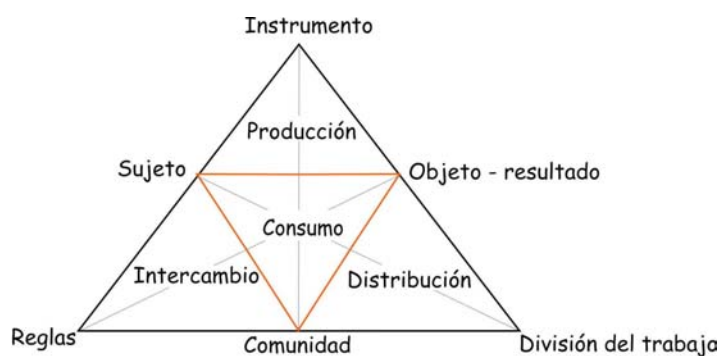 Instrumento
Producción
Sujeto
Objeto - resultado
Consumo
Intercambio
Distribución
Reglas
Comunidad
División del trabajo